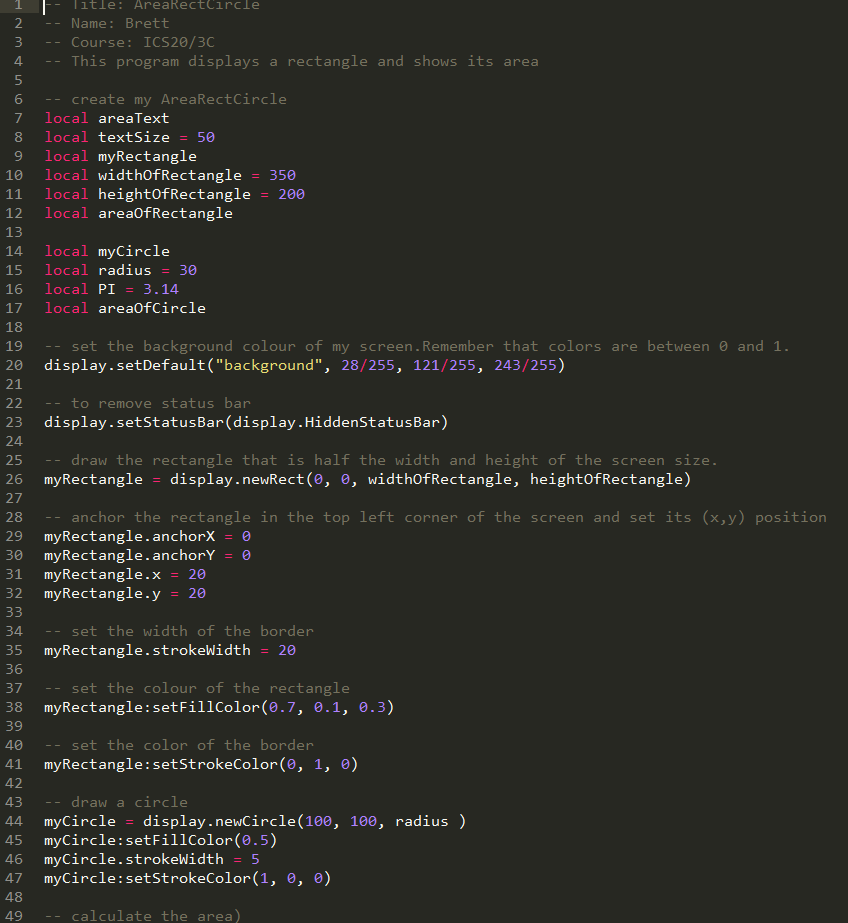 1 -- Title: AreaRectCircle
2 -- Name: Brett
3 -- Course: ICS20/3C
4 -- This program displays a rectangle and shows its area
5
6 -- create my AreaRectCircle
7 local areaText
8 local textSize = 50
9 local myRectangle
10 local widthOfRectangle = 350
11 local heightOfRectangle = 200
12 local areaOfRectangle
13
14 local myCircle
15 local radius = 30
16 local PI = 3.14
17 local areaOfCircle
18
19 -- set the background colour of my screen.Remember that colors are between 0 and 1.
20 display.setDefault("background", 28/255, 121/255, 243/255)
21
22 -- to remove status bar
23 display.setStatusBar(display.HiddenStatusBar)
24
25 -- draw the rectangle that is half the width and height of the screen size.
26 myRectangle = display.newRect(0, 0, widthOfRectangle, heightOfRectangle)
27
28 -- anchor the rectangle in the top left corner of the screen and set its (x,y) position
29 myRectangle.anchorX = 0
30 myRectangle.anchorY = 0
31 myRectangle.x = 20
32 myRectangle.y = 20
33
34 -- set the width of the border
35 myRectangle.strokeWidth = 20
36
37 -- set the colour of the rectangle
38 myRectangle:setFillColor(0.7, 0.1, 0.3)
39
40 -- set the color of the border
41 myRectangle:setStrokeColor(0, 1, 0)
42
43 -- draw a circle
44 myCircle = display.newCircle(100, 100, radius )
45 myCircle:setFillColor(0.5)
46 myCircle.strokeWidth = 5
47 myCircle:setStrokeColor(1, 0, 0)
48
49 -- calculate the area)